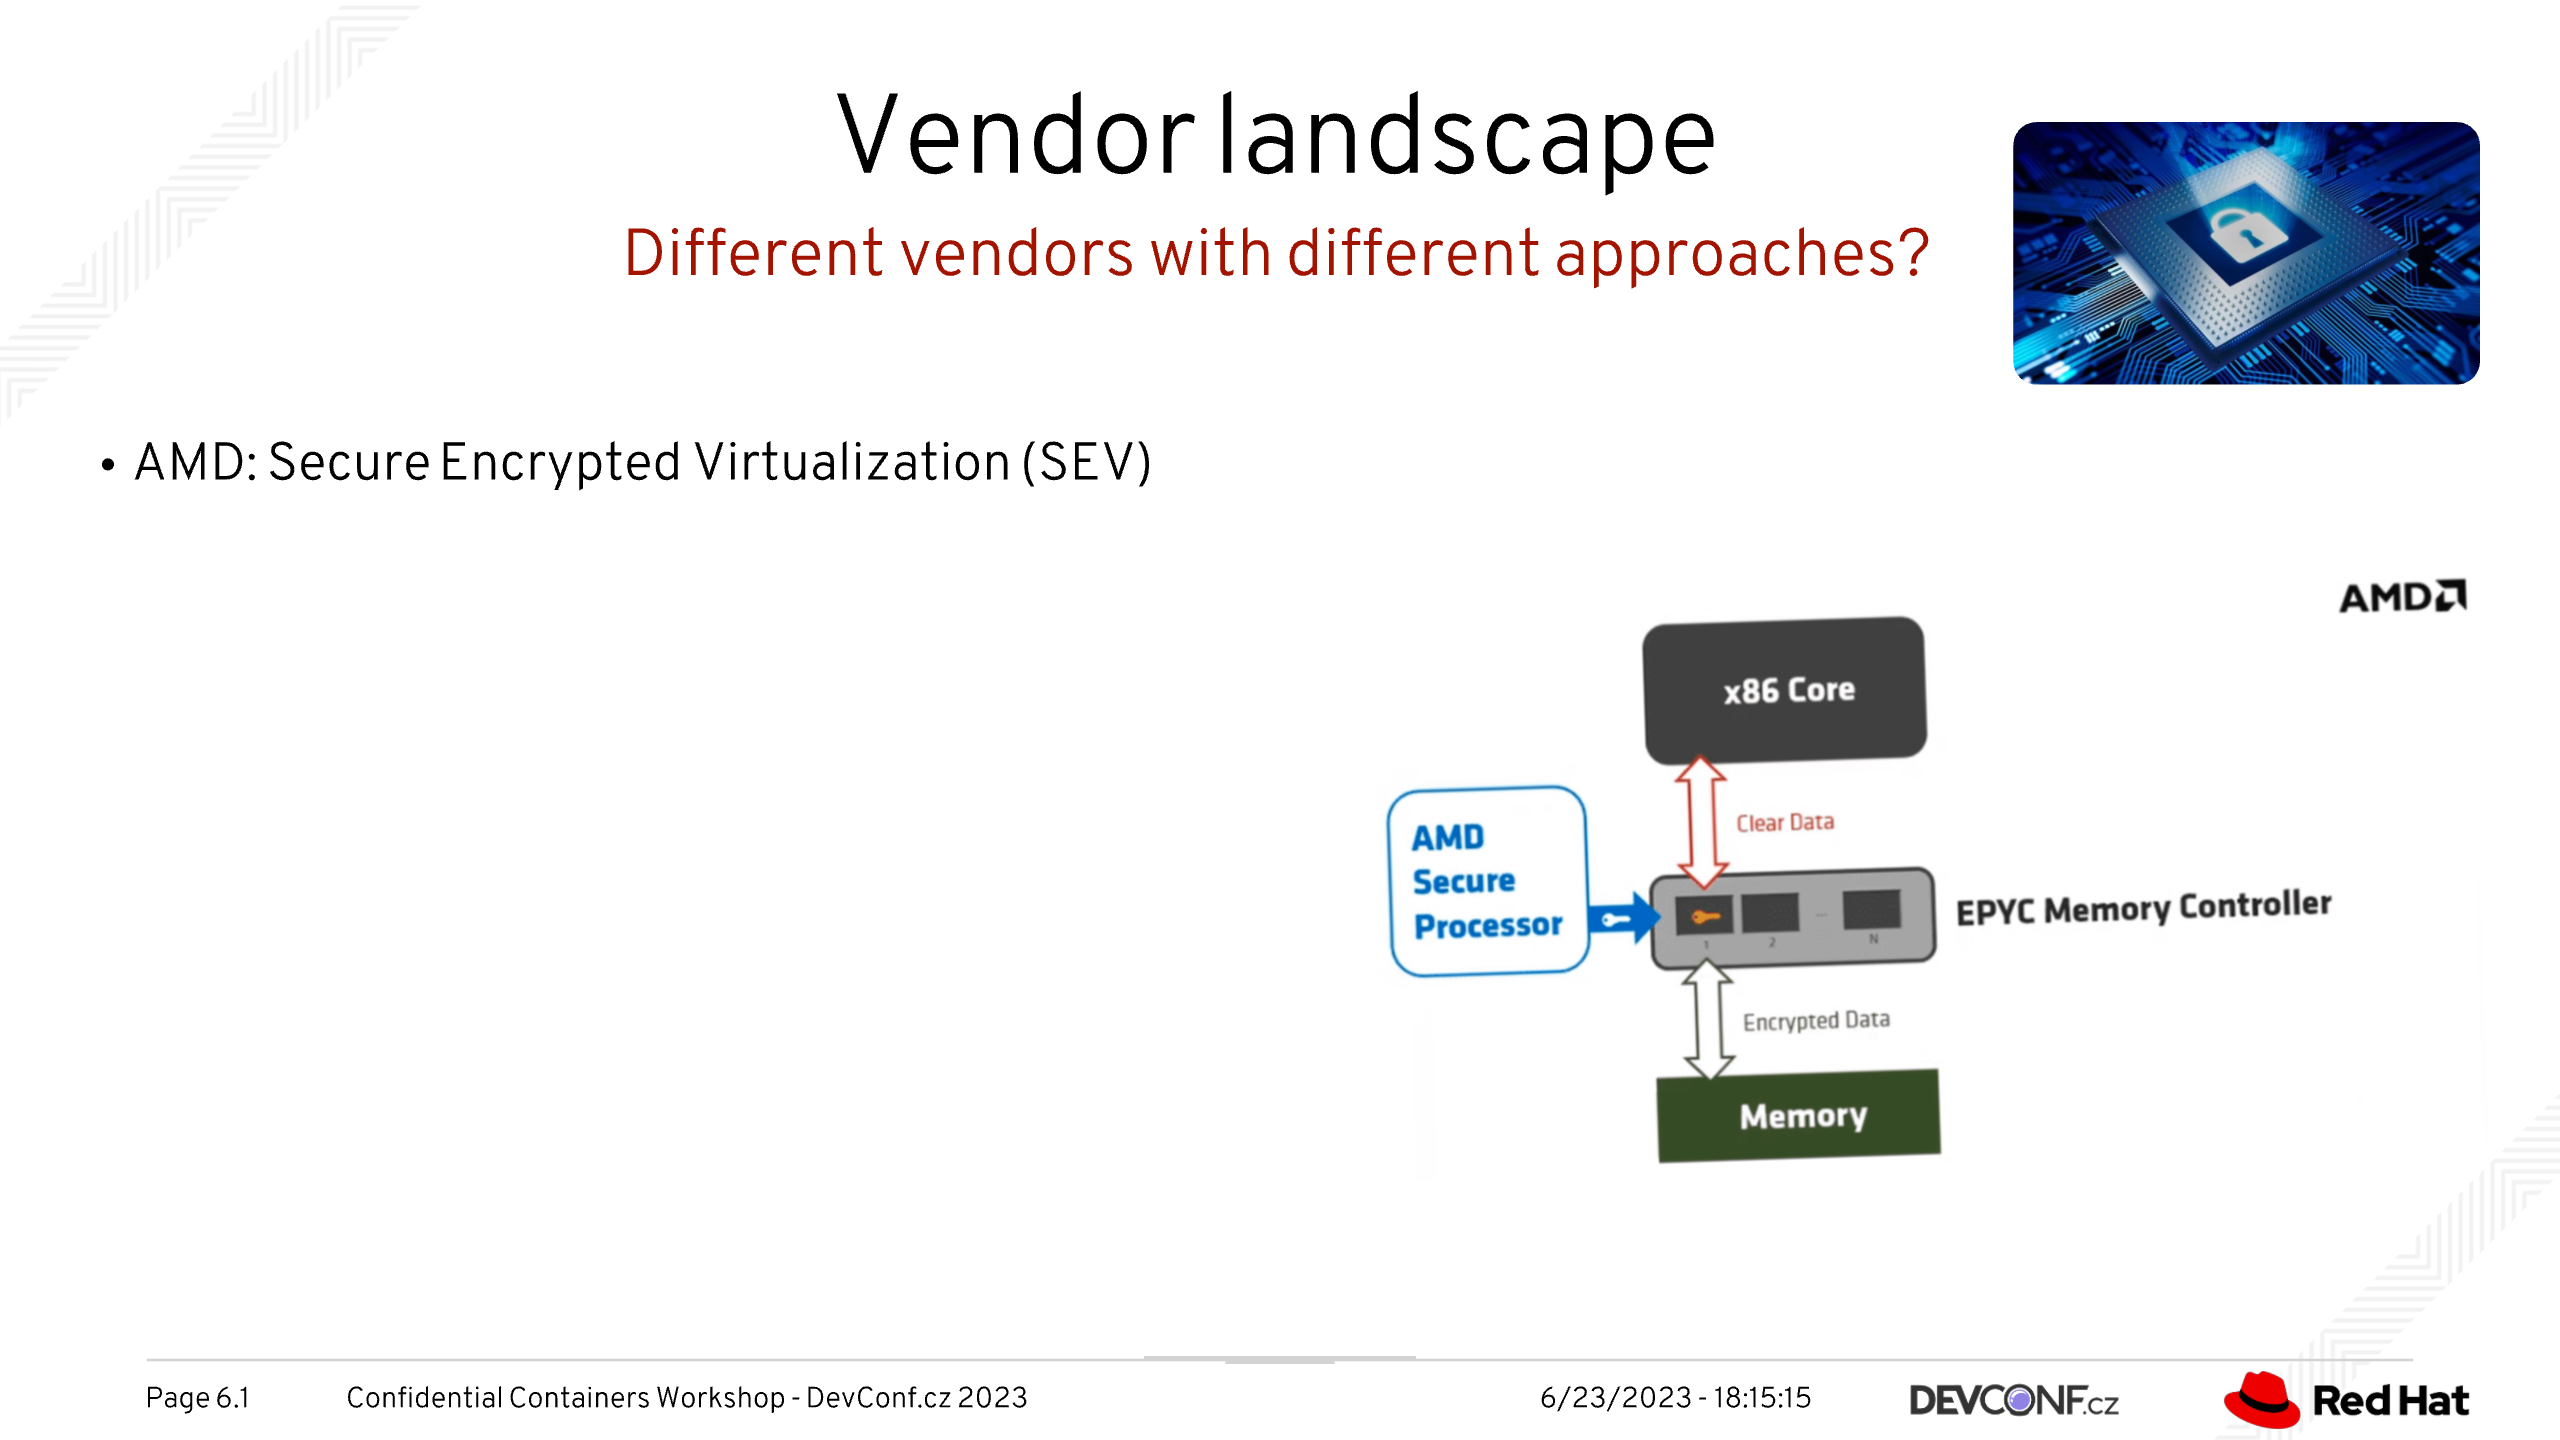 Vendor landscape
Different vendors with different approaches?
• AMD: Secure Encrypted Virtualization (SEV)
AMD
x86 Core
Clear Data
AMD
Secure
Processor
1 2 ... N
EPYC Memory Controller
Encrypted Data
Memory
Page 6.1 Confidential Containers Workshop - DevConf.cz 2023 6/23/2023 - 18:15:15 DEVCONF.cz Red Hat